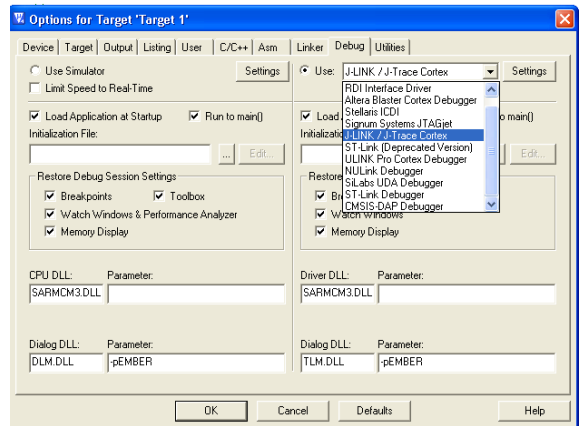 Options for Target 'Target 1'
Device Target Output Listing User C/C++ Asm Linker Debug Utilities
Use Simulator Settings
Limit Speed to Real-Time
Load Application at Startup Run to main()
Initialization File:
... Edit...
Restore Debug Session Settings
Breakpoints Toolbox
Watch Windows & Performance Analyzer
Memory Display
CPU DLL: Parameter:
SARMCM3.DLL
Dialog DLL: Parameter:
DLM.DLL -pEMBER
Use: J-LINK / J-Trace Cortex Settings
RDI Interface Driver
Altera Blaster Cortex Debugger
Stellaris ICDI
Signum Systems JTAGjet
J-LINK / J-Trace Cortex
ST-Link (Deprecated Version)
ULINK Pro Cortex Debugger
NULink Debugger
SiLabs UDA Debugger
ST-Link Debugger
CMSIS-DAP Debugger
Load main()
Edit...
Watch Windows
Memory Display
Driver DLL: Parameter:
SARMCM3.DLL
Dialog DLL: Parameter:
TLM.DLL -pEMBER
OK Cancel Defaults Help